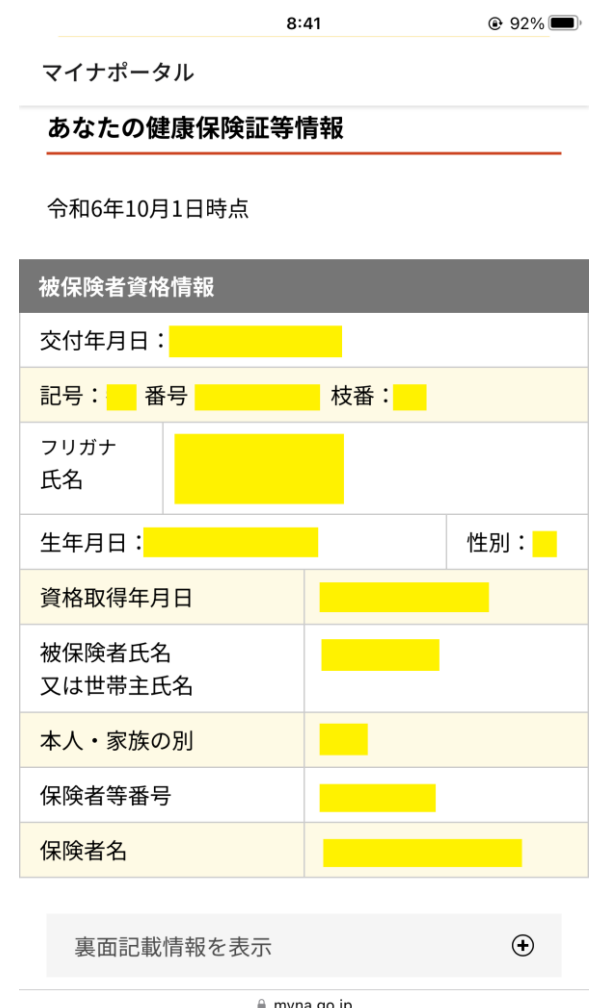 8:41
92%
マイナポータル
あなたの健康保険証等情報
令和6年10月1日時点
被保険者資格情報
交付年月日：
記号： 番号 枝番：
フリガナ
氏名
生年月日： 性別：
資格取得年月日
被保険者氏名
又は世帯主氏名
本人・家族の別
保険者等番号
保険者名
裏面記載情報を表示
myna.go.jp